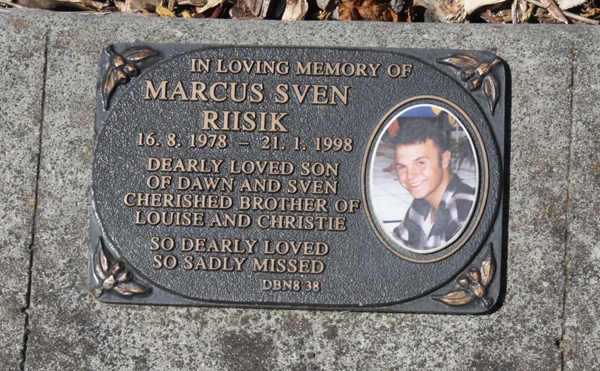 IN LOVING MEMORY OF
MARCUS SVEN
RIISIK
16. 8. 1978 – 21. 1. 1998
DEARLY LOVED SON
OF DAWN AND SVEN
CHERISHED BROTHER OF
LOUISE AND CHRISTIE
SO DEARLY LOVED
SO SADLY MISSED
DBN8 38